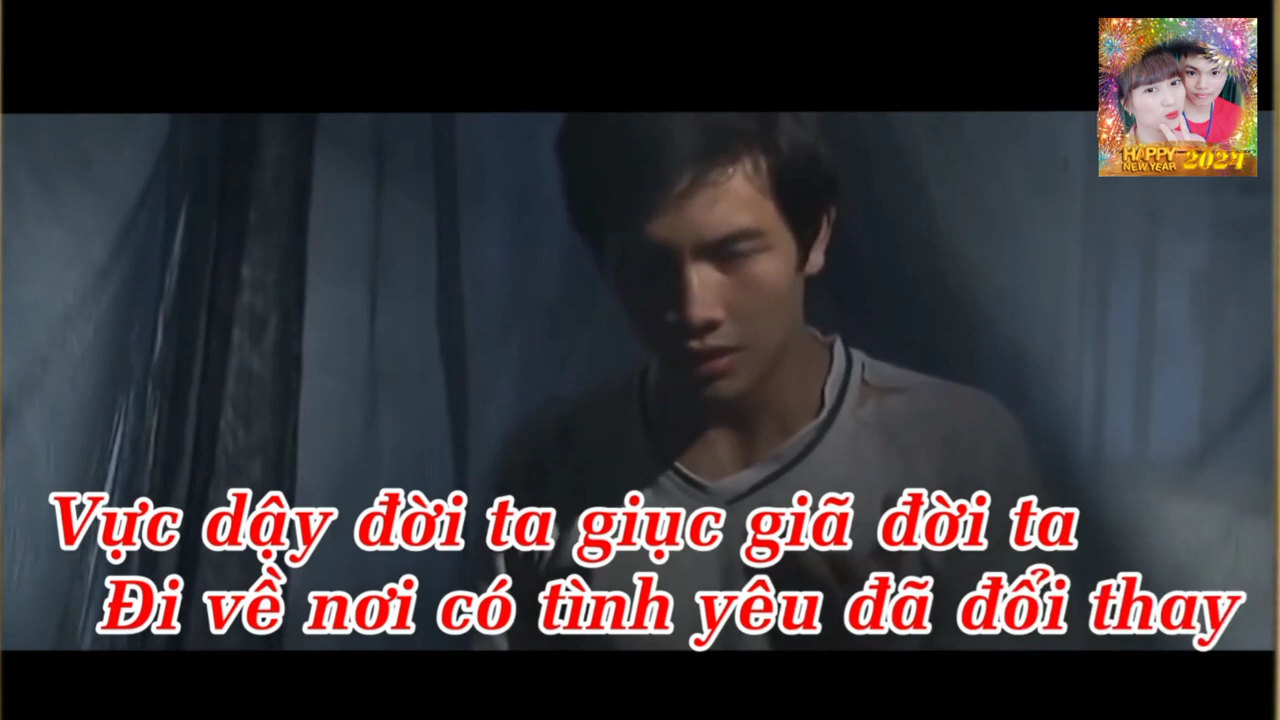 HAPPY
NEW YEAR 2024
Vực dậy đời ta giục giã đời ta
Đi về nơi có tình yêu đã đổi thay